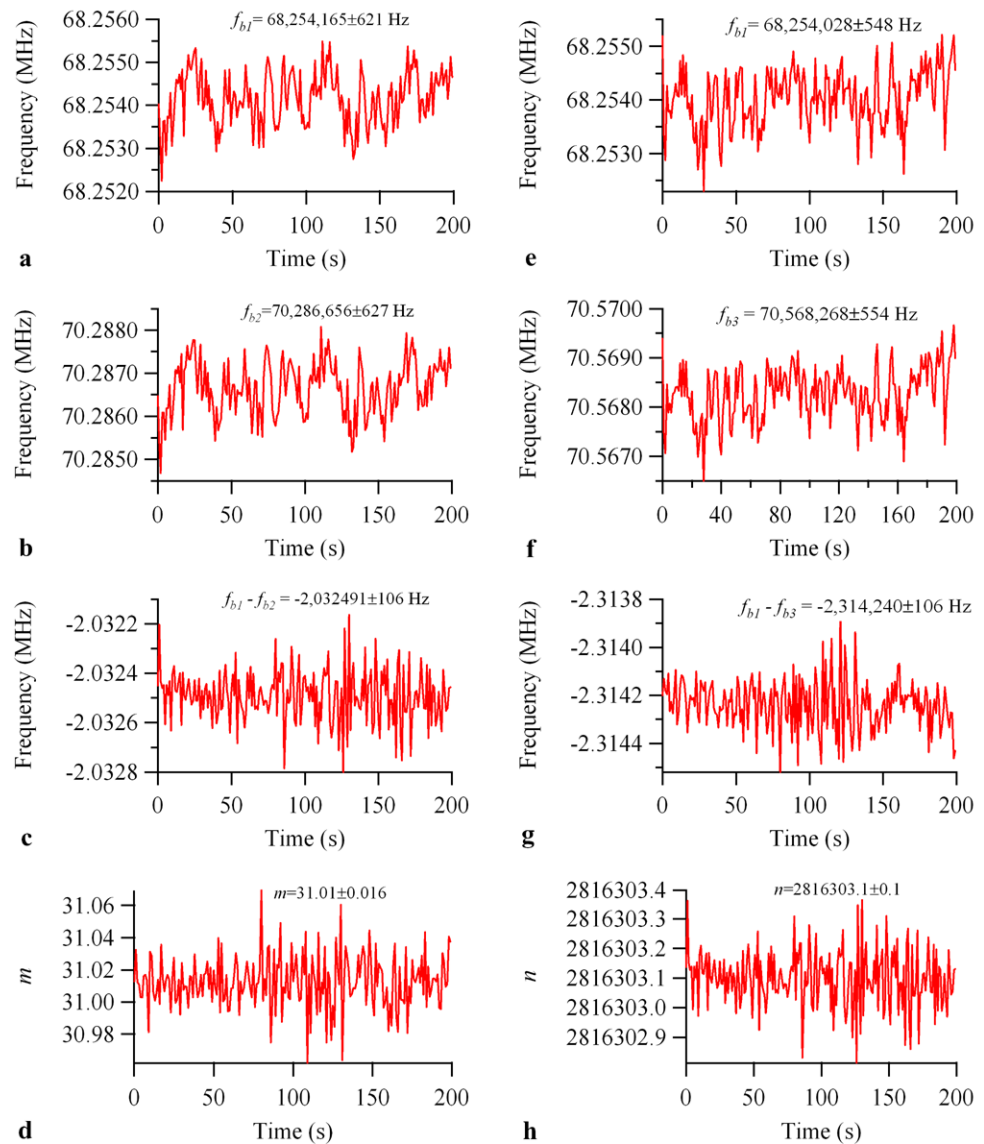 f_b1= 68,254,165±621 Hz
Frequency (MHz)
68.2560
68.2550
68.2540
68.2530
68.2520
0 50 100 150 200
a Time (s)
f_b1= 68,254,028±548 Hz
Frequency (MHz)
68.2550
68.2540
68.2530
0 50 100 150 200
e Time (s)
f_b2=70,286,656±627 Hz
Frequency (MHz)
70.2880
70.2870
70.2860
70.2850
0 50 100 150 200
b Time (s)
f_b3 = 70,568,268±554 Hz
Frequency (MHz)
70.5700
70.5690
70.5680
70.5670
0 40 80 120 160 200
f Time (s)
f_b1 - f_b2 = -2,032491±106 Hz
Frequency (MHz)
-2.0322
-2.0324
-2.0326
-2.0328
0 50 100 150 200
c Time (s)
f_b1 - f_b3 = -2,314,240±106 Hz
Frequency (MHz)
-2.3138
-2.3140
-2.3142
-2.3144
0 50 100 150 200
g Time (s)
m=31.01±0.016
m
31.06
31.04
31.02
31.00
30.98
0 50 100 150 200
d Time (s)
n=2816303.1±0.1
n
2816303.4
2816303.3
2816303.2
2816303.1
2816303.0
2816302.9
0 50 100 150 200
h Time (s)